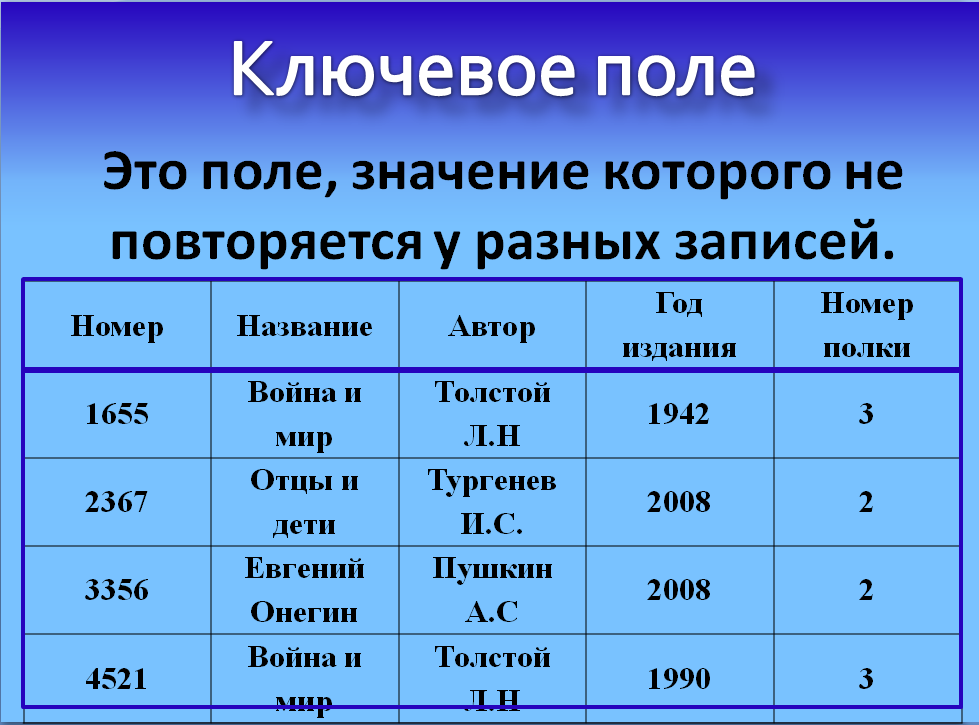 Ключевое поле
Это поле, значение которого не
повторяется у разных записей.
Номер
Название
Автор
Год
издания
Номер
полки
1655
Война и
мир
Толстой
Л.Н
1942
3
2367
Отцы и
дети
Тургенев
И.С.
2008
2
3356
Евгений
Онегин
Пушкин
А.С
2008
2
4521
Война и
мир
Толстой
Л.Н
1990
3